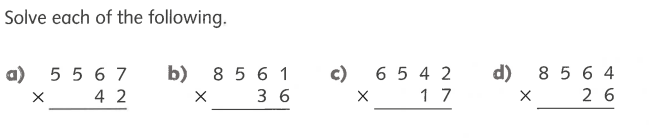 Solve each of the following.
a) 5 5 6 7 b) 8 5 6 1 c) 6 5 4 2 d) 8 5 6 4
× 4 2 × 3 6 × 1 7 × 2 6